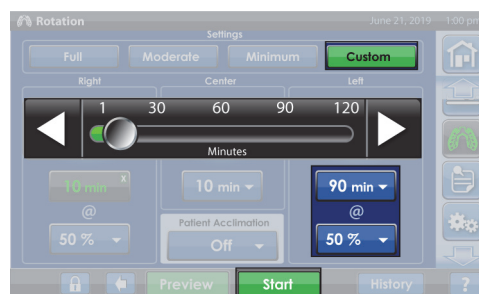 Rotation June 21, 2019 1:00 pm
Settings
Full Moderate Minimum Custom
Right Center Left
1 30 60 90 120
Minutes
10 min x 10 min 90 min
@ @
50 % Patient Acclimation 50 %
Off
Preview Start History ?